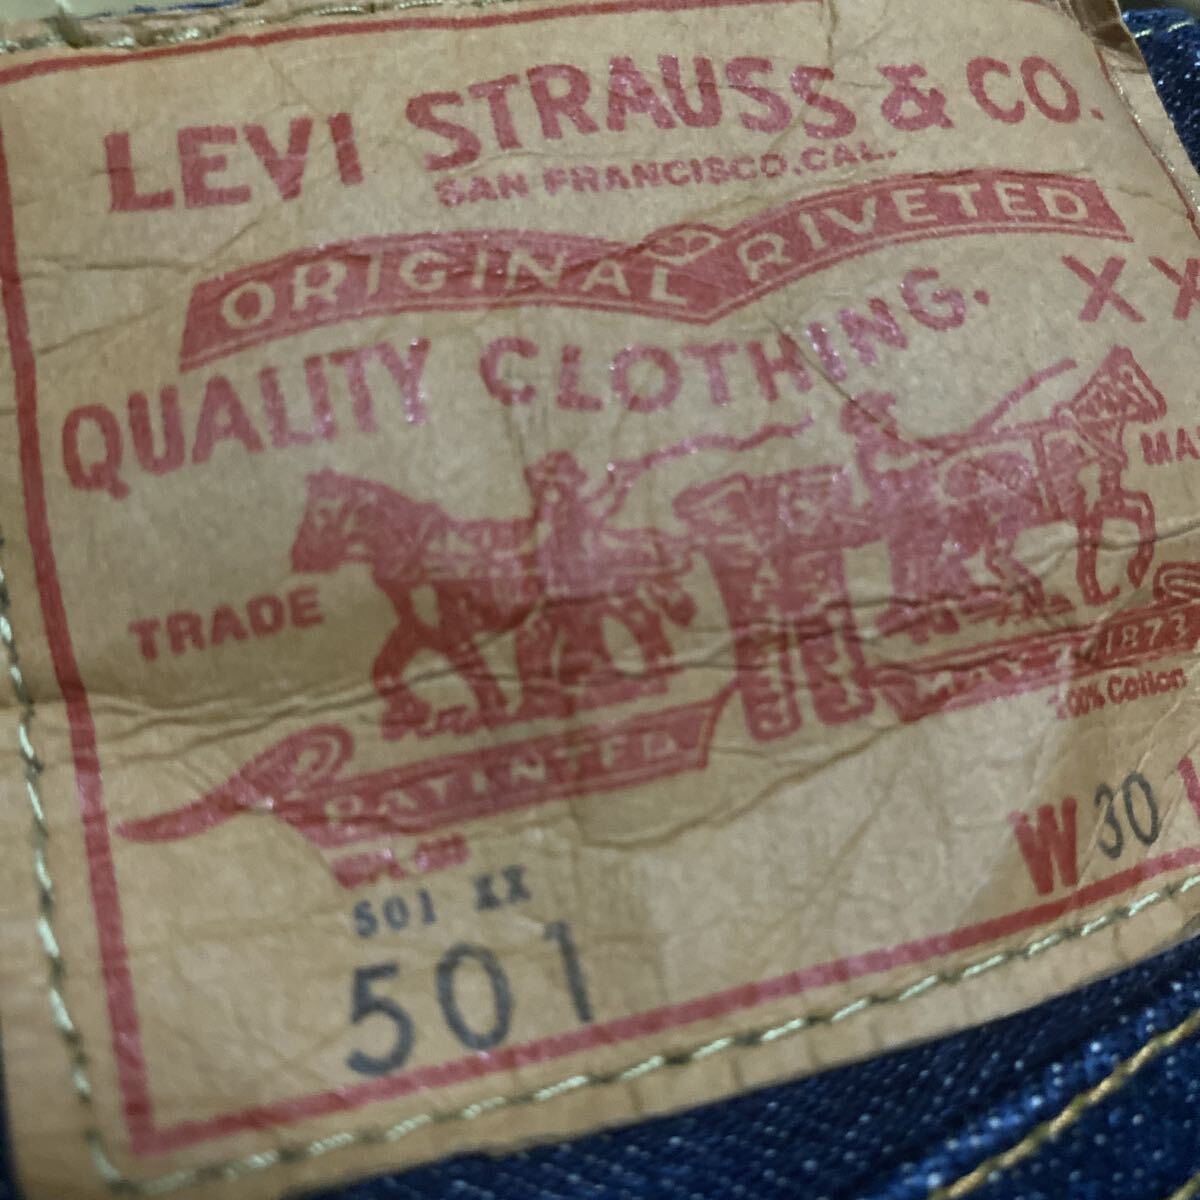 LEVI STRAUSS & CO.
SAN FRANCISCO, CAL.
ORIGINAL RIVETED
QUALITY CLOTHING. XX
TRADE MA
1873
PATENTED
100% Cotton
W 30 L
501 XX
501